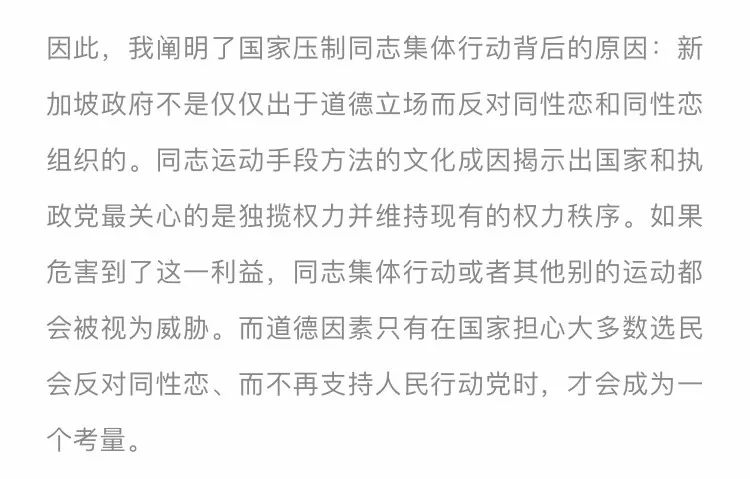 因此，我阐明了国家压制同志集体行动背后的原因：新
加坡政府不是仅仅出于道德立场而反对同性恋和同性恋
组织的。同志运动手段方法的文化成因揭示出国家和执
政党最关心的是独揽权力并维持现有的权力秩序。如果
危害到了这一利益，同志集体行动或者其他别的运动都
会被视为威胁。而道德因素只有在国家担心大多数选民
会反对同性恋、而不再支持人民行动党时，才会成为一
个考量。